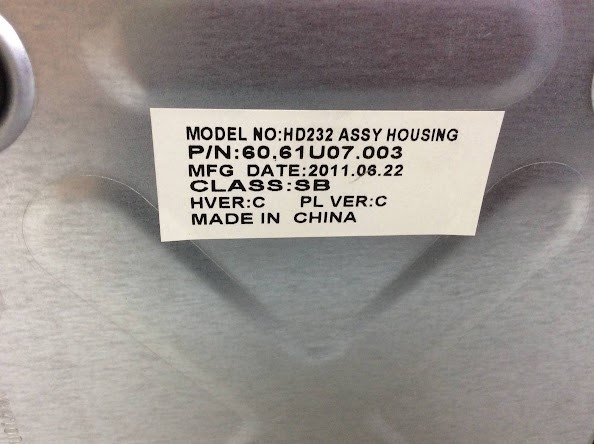 MODEL NO:HD232 ASSY HOUSING
P/N:60.61U07.003
MFG DATE:2011.06.22
CLASS:SB
HVER:C PL VER:C
MADE IN CHINA